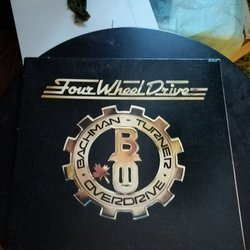 Four Wheel Drive
BACHMAN - TURNER
B
OVERDRIVE